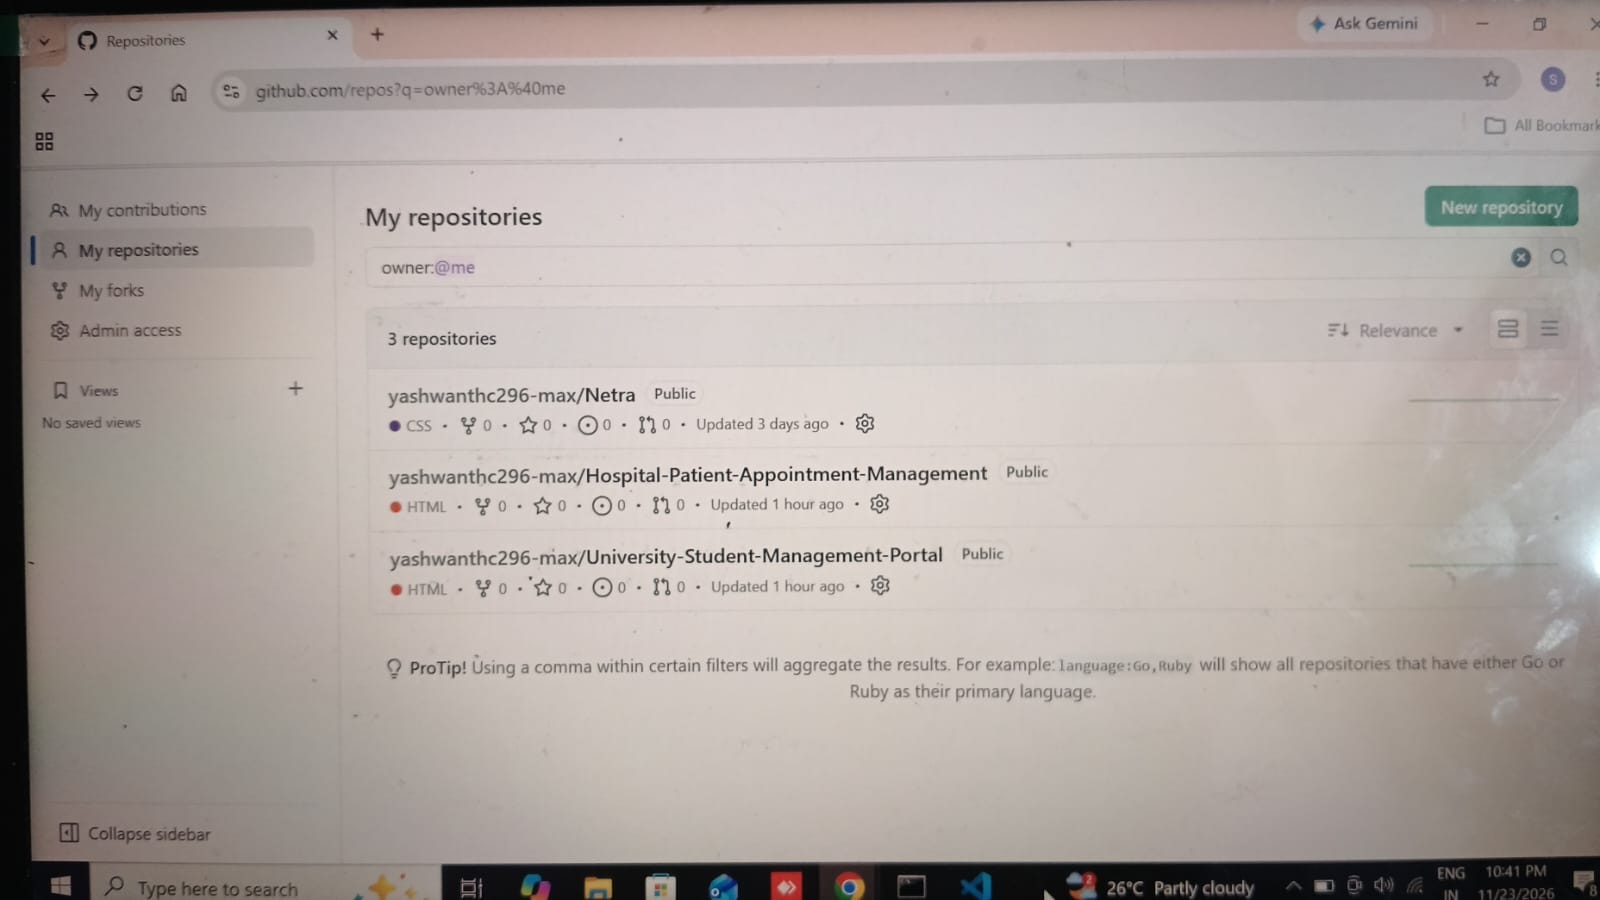 Repositories
Ask Gemini
github.com/repos?q=owner%3A%40me
S
All Bookmark
My contributions
My repositories
My forks
Admin access
Views
No saved views
Collapse sidebar
My repositories
New repository
owner:@me
3 repositories
Relevance
yashwanthc296-max/Netra Public
CSS · 0 · 0 · 0 · 0 · Updated 3 days ago ·
yashwanthc296-max/Hospital-Patient-Appointment-Management Public
HTML · 0 · 0 · 0 · 0 · Updated 1 hour ago ·
yashwanthc296-max/University-Student-Management-Portal Public
HTML · 0 · 0 · 0 · 0 · Updated 1 hour ago ·
ProTip! Using a comma within certain filters will aggregate the results. For example: language:Go,Ruby will show all repositories that have either Go or
Ruby as their primary language.
Type here to search
2
26°C Partly cloudy
ENG
IN
10:41 PM
11/23/2026
8